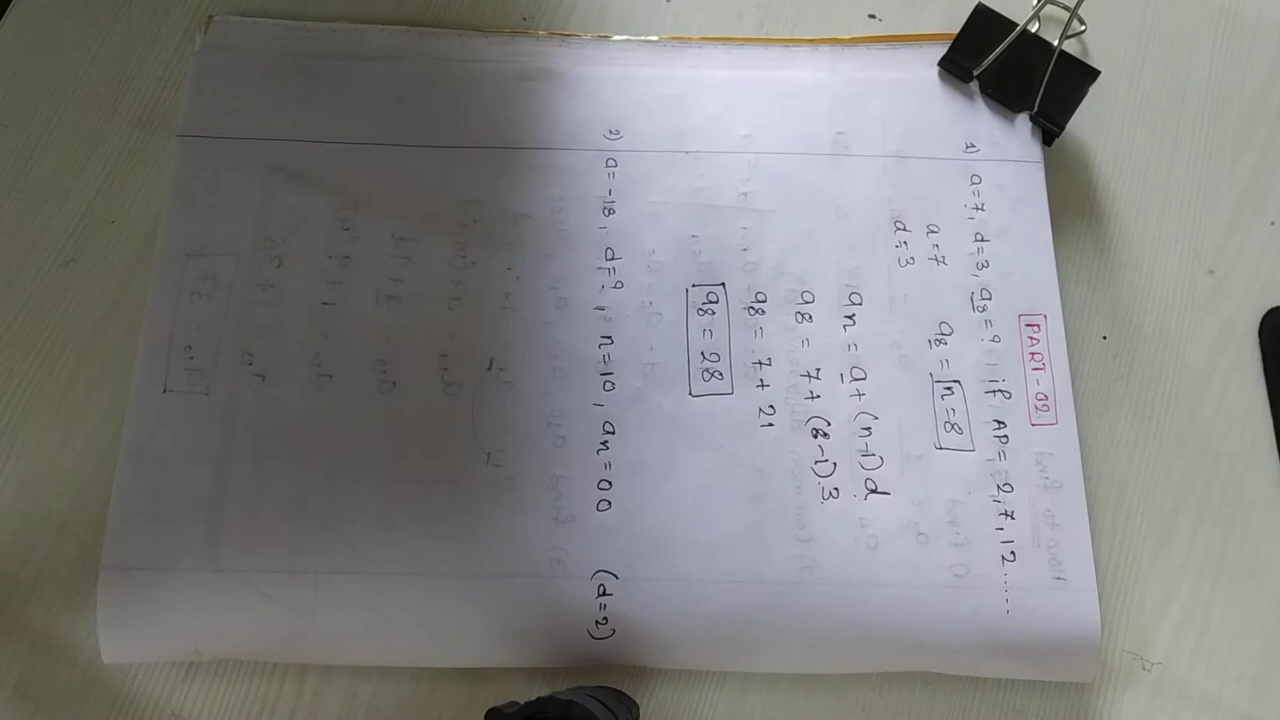 PART-02
1) a=7, d=3, a8=? if AP= 2,7,12......
a=7 a8 = n=8
d=3
an = a+(n-1)d
a8 = 7+(8-1).3
a8 = 7+21
a8 = 28
2) a=-18, d=?, n=10, an=00 (d=2)